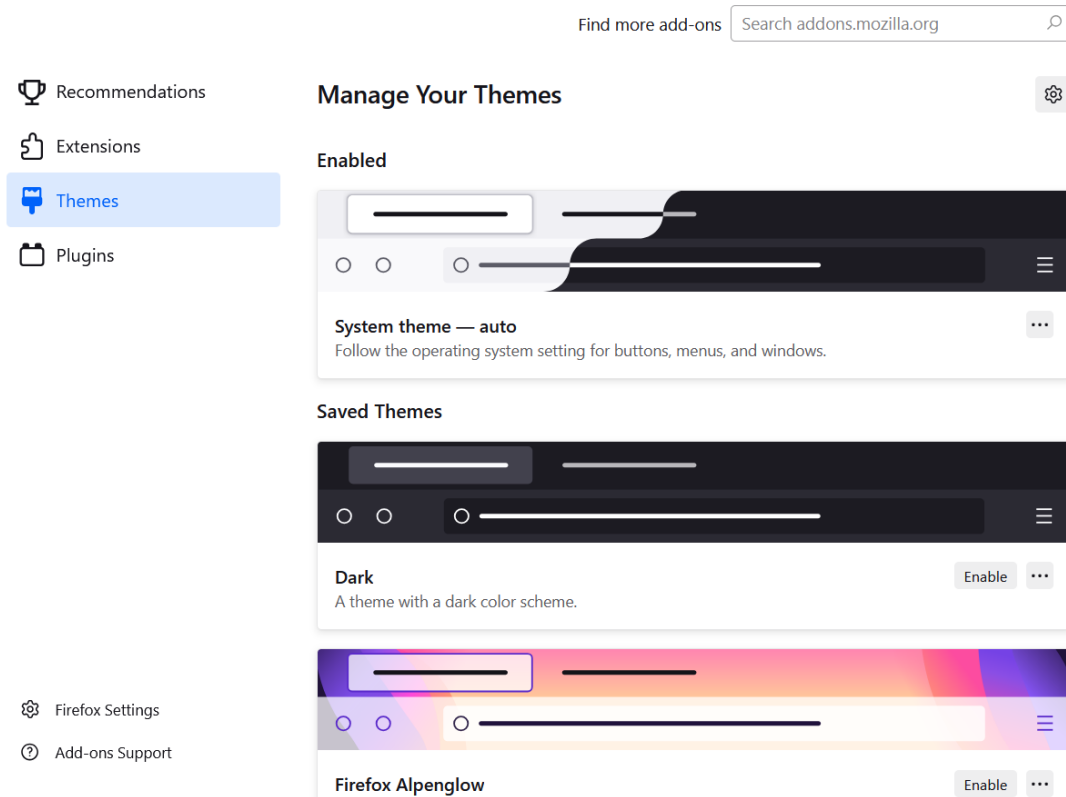 Find more add-ons
Search addons.mozilla.org
Recommendations
Extensions
Themes
Plugins
Manage Your Themes
Enabled
System theme — auto
Follow the operating system setting for buttons, menus, and windows.
Saved Themes
Dark
Enable
A theme with a dark color scheme.
Firefox Alpenglow
Enable
Firefox Settings
Add-ons Support